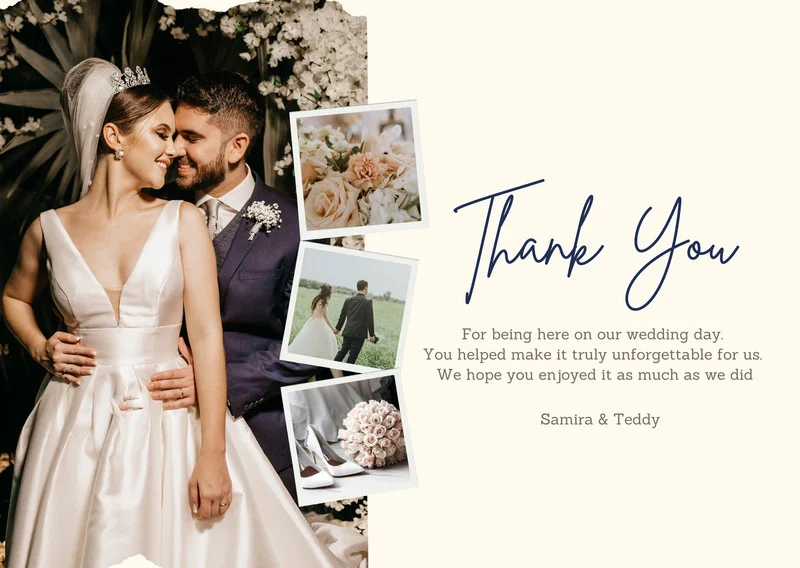 Thank You
For being here on our wedding day.
You helped make it truly unforgettable for us.
We hope you enjoyed it as much as we did
Samira & Teddy